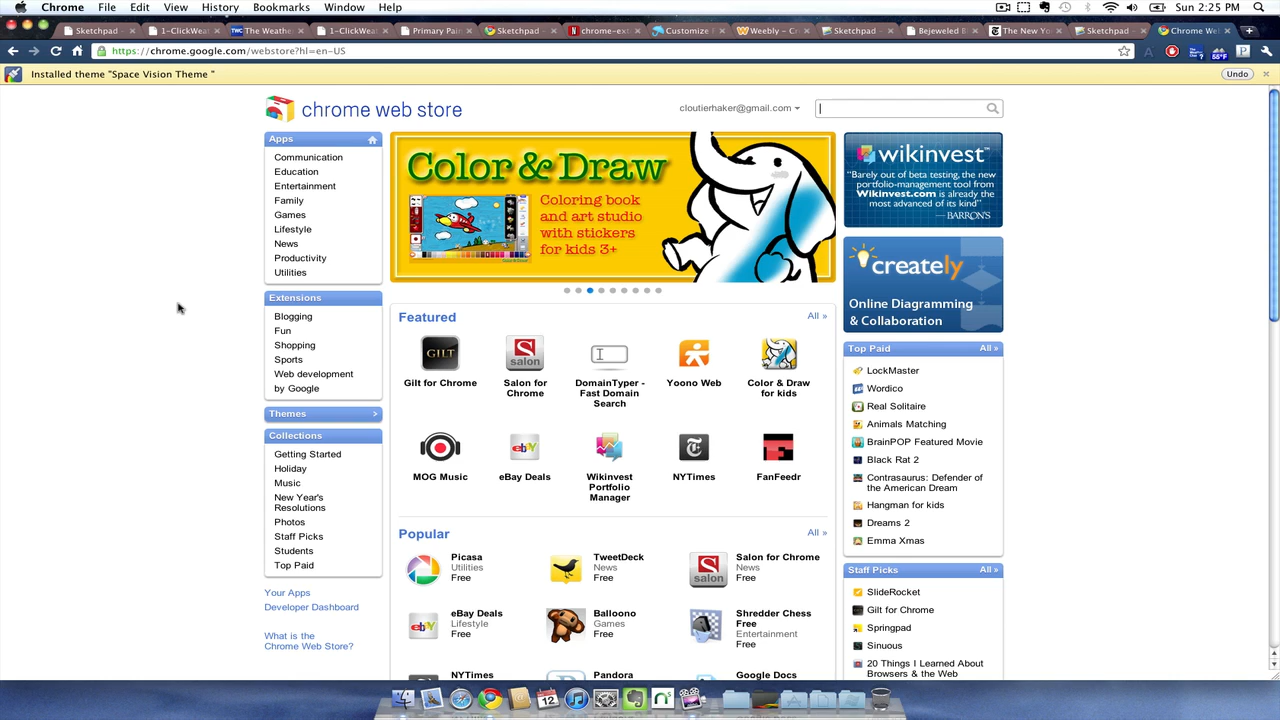 Chrome File Edit View History Bookmarks Window Help Sun 2:25 PM
Sketchpad - 1-ClickWeat The Weathe Primary Pain Sketchpad - chrome-ext Customize Y Weebly - Cr Sketchpad - Bejeweled The New Yo Sketchpad - Chrome We
https://chrome.google.com/webstore?hl=en-US
Installed theme "Space Vision Theme " Undo
chrome web store
cloutierhaker@gmail.com
Apps
Communication
Education
Entertainment
Family
Games
Lifestyle
News
Productivity
Utilities
Extensions
Blogging
Fun
Shopping
Sports
Web development
by Google
Themes >
Collections
Getting Started
Holiday
Music
New Year's
Resolutions
Photos
Staff Picks
Students
Top Paid
Your Apps
Developer Dashboard
What is the
Chrome Web Store?
Color & Draw
Coloring book
and art studio
with stickers
for kids 3+
Featured All »
GILT
S
salon
Gilt for Chrome
Salon for
Chrome
DomainTyper -
Fast Domain
Search
Yoono Web
Color & Draw
for kids
ebY
MOG Music
eBay Deals
Wikinvest
Portfolio
Manager
NYTimes
FanFeedr
Popular All »
Picasa
Utilities
Free
TweetDeck
News
Free
S
salon
Salon for Chrome
News
Free
ebY
eBay Deals
Lifestyle
Free
Balloono
Games
Free
Shredder Chess
Free
Entertainment
Free
NYTimes
Pandora
Google Docs
wikinvest™
"Barely out of beta testing, the new
portfolio-management tool from
Wikinvest.com is already the
most advanced of its kind"
— BARRON'S
creately
Online Diagramming
& Collaboration
Top Paid All »
LockMaster
Wordico
Real Solitaire
Animals Matching
BrainPOP Featured Movie
Black Rat 2
Contrasaurus: Defender of
the American Dream
Hangman for kids
Dreams 2
Emma Xmas
Staff Picks All »
SlideRocket
Gilt for Chrome
Springpad
Sinuous
20 Things I Learned About
Browsers & the Web